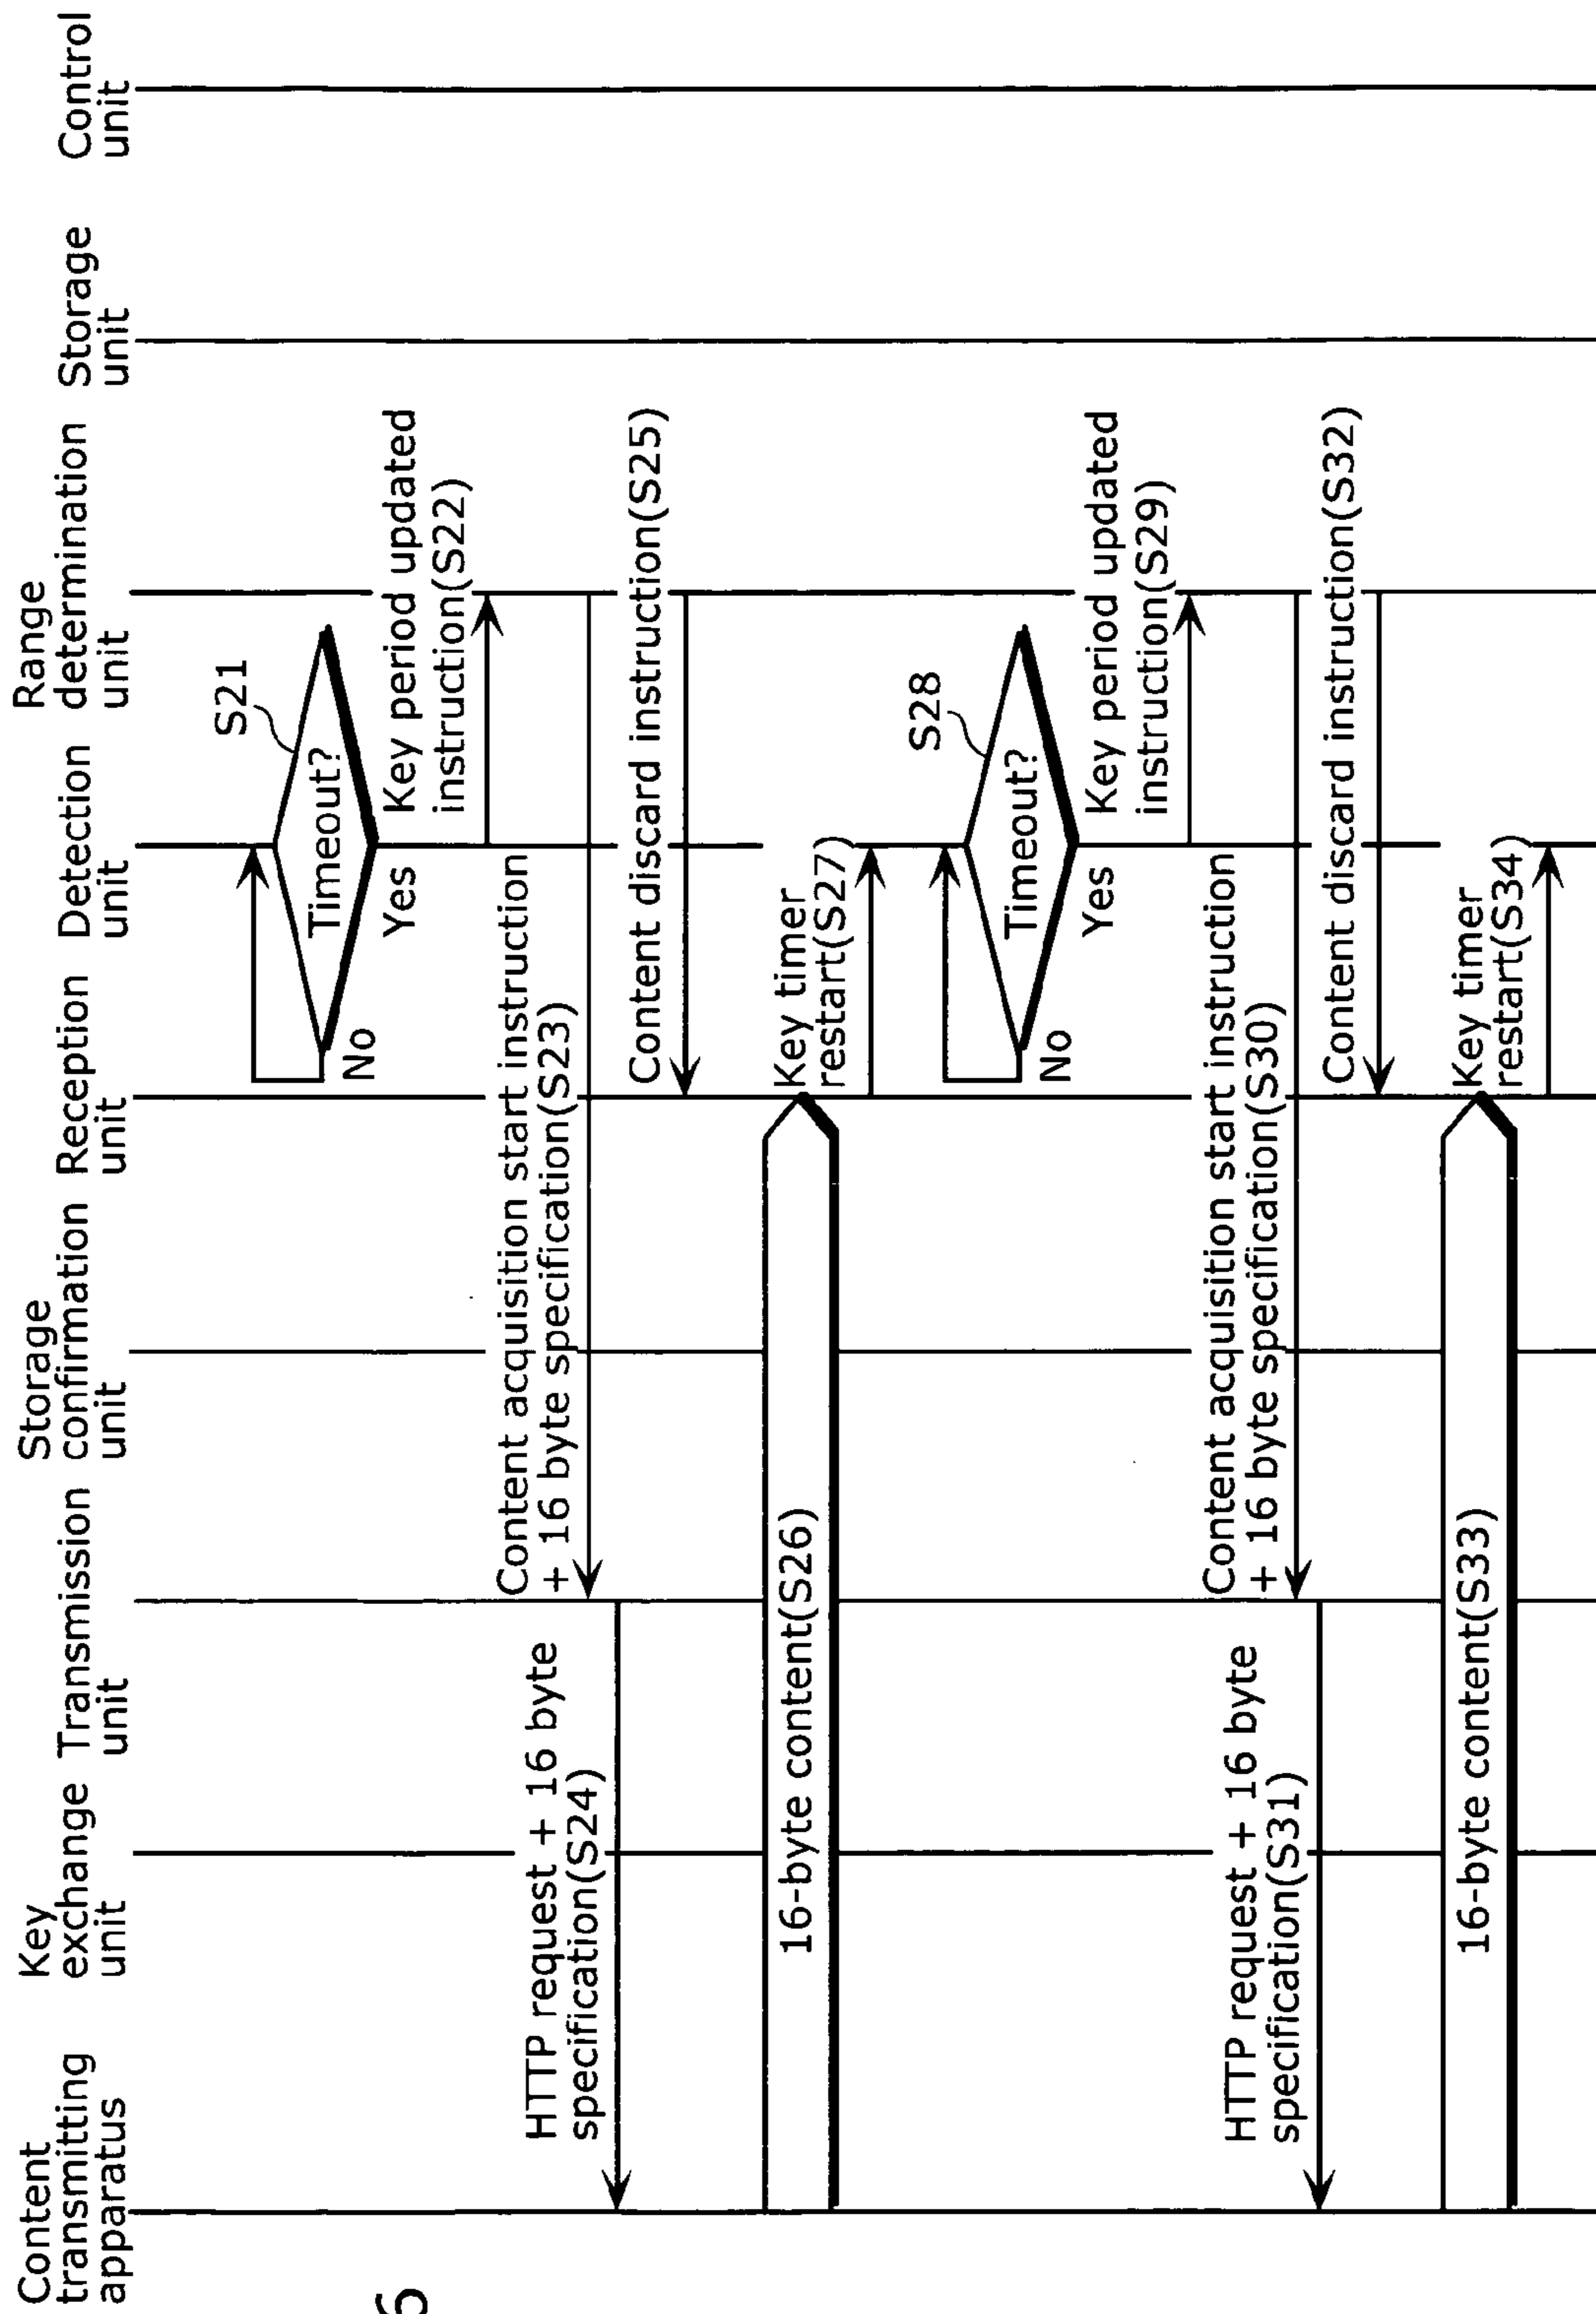 Content
transmitting
apparatus
Key
exchange
unit
Transmission
unit
Storage
confirmation
unit
Reception
unit
Detection
unit
Range
determination
unit
Storage
unit
Control
unit
S21
Timeout?
No
Yes
Key period updated
instruction(S22)
Content acquisition start instruction
+ 16 byte specification(S23)
HTTP request + 16 byte
specification(S24)
Content discard instruction(S25)
16-byte content(S26)
Key timer
restart(S27)
S28
Timeout?
No
Yes
Key period updated
instruction(S29)
Content acquisition start instruction
+ 16 byte specification(S30)
HTTP request + 16 byte
specification(S31)
Content discard instruction(S32)
16-byte content(S33)
Key timer
restart(S34)
6